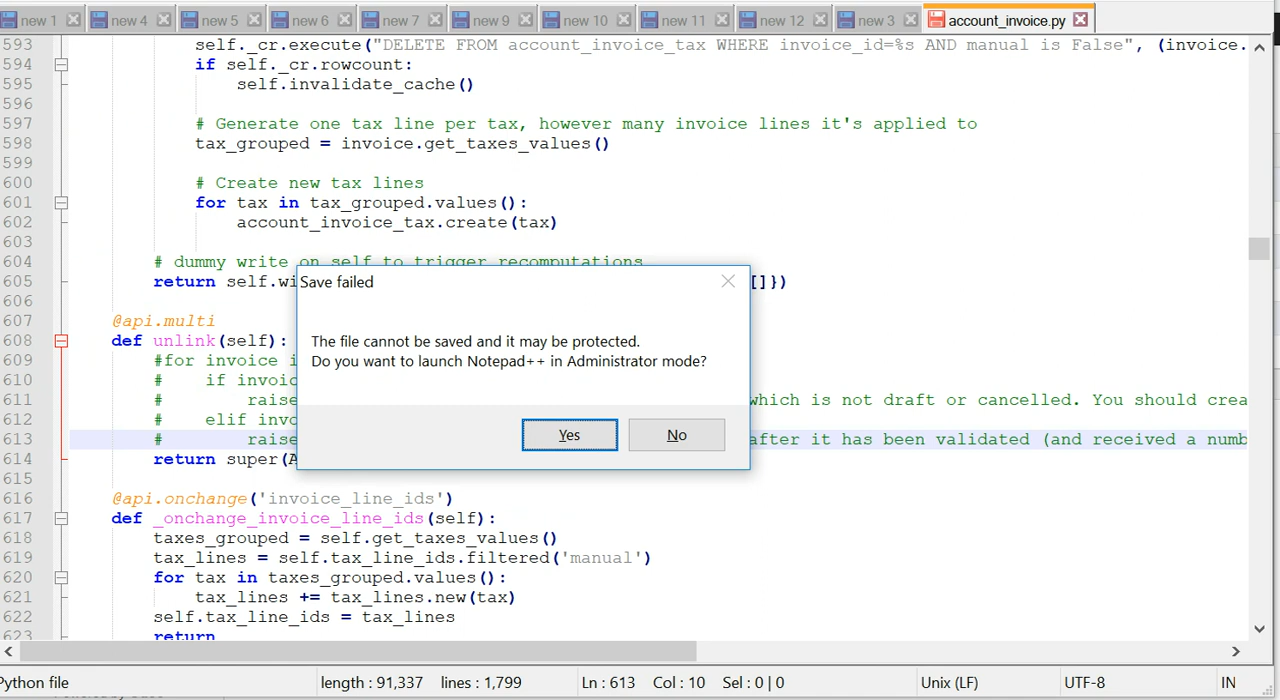 new 1 new 4 new 5 new 6 new 7 new 9 new 10 new 11 new 12 new 3 account_invoice.py
593 self._cr.execute("DELETE FROM account_invoice_tax WHERE invoice_id=%s AND manual is False", (invoice.
594 if self._cr.rowcount:
595 self.invalidate_cache()
596
597 # Generate one tax line per tax, however many invoice lines it's applied to
598 tax_grouped = invoice.get_taxes_values()
599
600 # Create new tax lines
601 for tax in tax_grouped.values():
602 account_invoice_tax.create(tax)
603
604 # dummy write on self to trigger recomputations
605 return self.wi []})
606
607 @api.multi
608 def unlink(self):
609 #for invoice i
610 # if invoic
611 # raise which is not draft or cancelled. You should crea
612 # elif invo
613 # raise after it has been validated (and received a numb
614 return super(A
615
616 @api.onchange('invoice_line_ids')
617 def _onchange_invoice_line_ids(self):
618 taxes_grouped = self.get_taxes_values()
619 tax_lines = self.tax_line_ids.filtered('manual')
620 for tax in taxes_grouped.values():
621 tax_lines += tax_lines.new(tax)
622 self.tax_line_ids = tax_lines
623 return
Save failed
The file cannot be saved and it may be protected.
Do you want to launch Notepad++ in Administrator mode?
Yes No
Python file length : 91,337 lines : 1,799 Ln : 613 Col : 10 Sel : 0 | 0 Unix (LF) UTF-8 IN